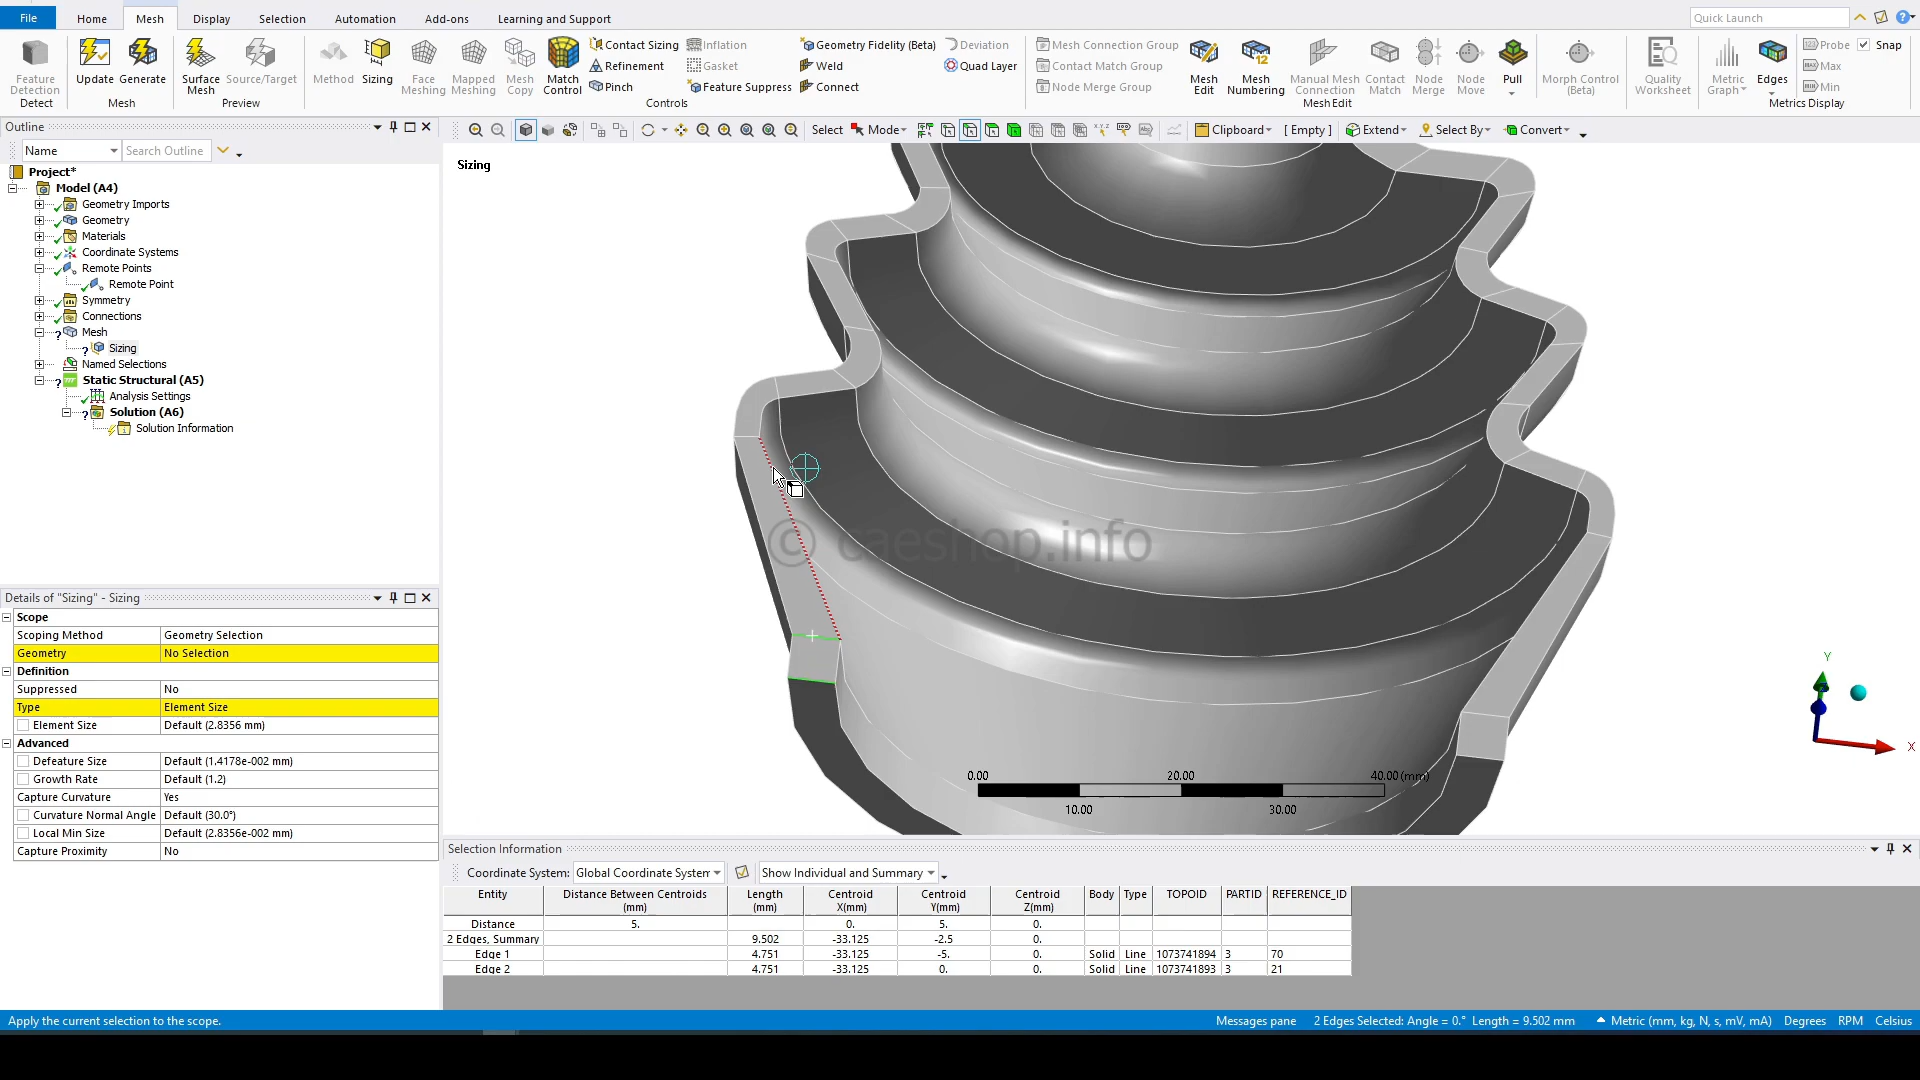 File
Home
Mesh
Display
Selection
Automation
Add-ons
Learning and Support
Quick Launch
Feature Detection
Detect
Update
Generate
Mesh
Surface Mesh
Source/Target
Preview
Method
Sizing
Face Meshing
Mapped Meshing
Mesh Copy
Match Control
Contact Sizing
Refinement
Pinch
Inflation
Gasket
Feature Suppress
Geometry Fidelity (Beta)
Weld
Connect
Deviation
Quad Layer
Controls
Mesh Connection Group
Contact Match Group
Node Merge Group
Mesh Edit
Mesh Numbering
Manual Mesh Connection
Contact Match
Node Merge
Node Move
Pull
Mesh Edit
Morph Control (Beta)
Quality Worksheet
Metric Graph
Edges
Probe
Max
Min
Snap
Metrics Display
Outline
Name
Search Outline
Project*
Model (A4)
Geometry Imports
Geometry
Materials
Coordinate Systems
Remote Points
Remote Point
Symmetry
Connections
Mesh
Sizing
Named Selections
Static Structural (A5)
Analysis Settings
Solution (A6)
Solution Information
Select
Mode
Clipboard
[ Empty ]
Extend
Select By
Convert
Sizing
© caeshop.info
0.00 20.00 40.00 (mm)
10.00 30.00
Y
X
Details of "Sizing" - Sizing
Scope
Scoping Method Geometry Selection
Geometry No Selection
Definition
Suppressed No
Type Element Size
Element Size Default (2.8356 mm)
Advanced
Defeature Size Default (1.4178e-002 mm)
Growth Rate Default (1.2)
Capture Curvature Yes
Curvature Normal Angle Default (30.0°)
Local Min Size Default (2.8356e-002 mm)
Capture Proximity No
Selection Information
Coordinate System: Global Coordinate System Show Individual and Summary
Entity Distance Between Centroids (mm) Length (mm) Centroid X(mm) Centroid Y(mm) Centroid Z(mm) Body Type TOPOID PARTID REFERENCE_ID
Distance 5. 0. 5. 0.
2 Edges, Summary 9.502 -33.125 -2.5 0.
Edge 1 4.751 -33.125 -5. 0. Solid Line 1073741894 3 70
Edge 2 4.751 -33.125 0. 0. Solid Line 1073741893 3 21
Apply the current selection to the scope.
Messages pane
2 Edges Selected: Angle = 0.° Length = 9.502 mm
Metric (mm, kg, N, s, mV, mA)
Degrees
RPM
Celsius